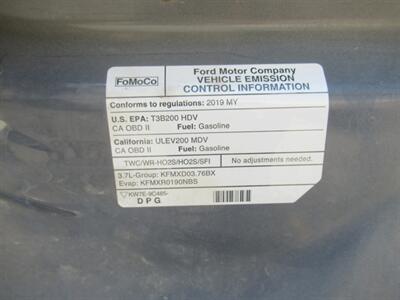 FoMoCo
Ford Motor Company
VEHICLE EMISSION
CONTROL INFORMATION
Conforms to regulations: 2019 MY
U.S. EPA: T3B200 HDV
CA OBD II Fuel: Gasoline
California: ULEV200 MDV
CA OBD II Fuel: Gasoline
TWC/WR-HO2S/HO2S/SFI No adjustments needed.
3.7L-Group: KFMXD03.76BX
Evap: KFMXR0190NBS
KW7E-9C485-
D P G